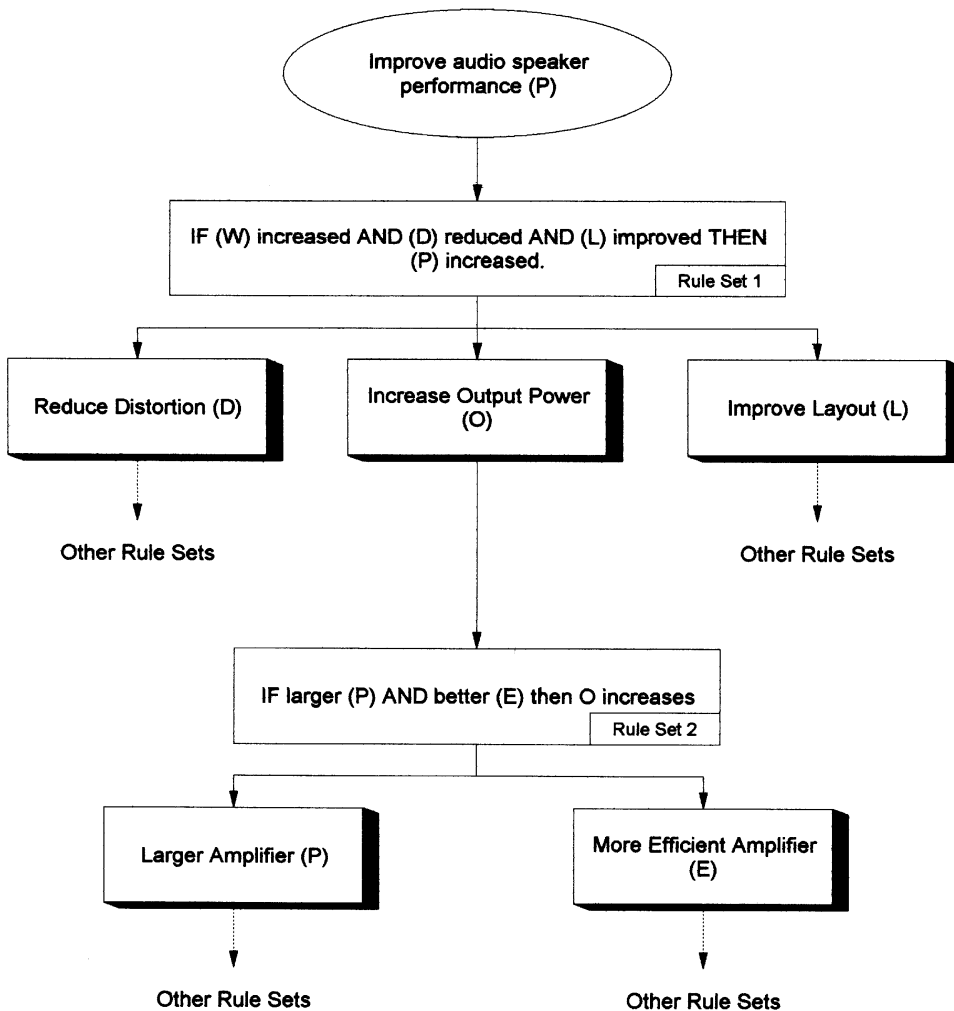 Improve audio speaker
performance (P)
IF (W) increased AND (D) reduced AND (L) improved THEN
(P) increased.
Rule Set 1
Reduce Distortion (D)
Increase Output Power
(O)
Improve Layout (L)
Other Rule Sets
Other Rule Sets
IF larger (P) AND better (E) then O increases
Rule Set 2
Larger Amplifier (P)
More Efficient Amplifier
(E)
Other Rule Sets
Other Rule Sets